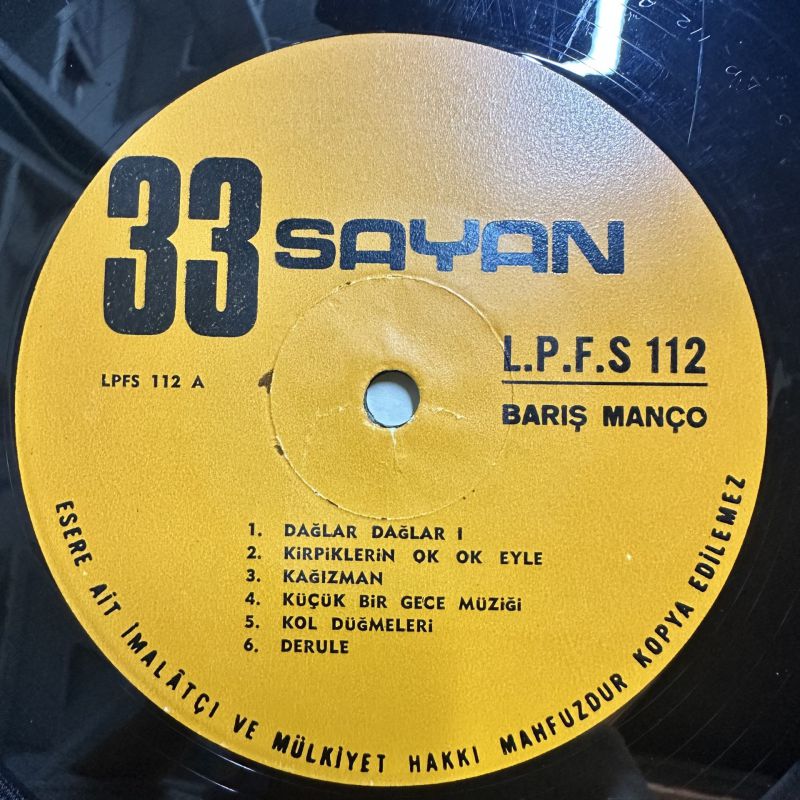 33 SAYAN
L.P.F.S 112
LPFS 112 A
BARIŞ MANÇO
1. DAĞLAR DAĞLAR I
2. KİRPİKLERİN OK OK EYLE
3. KAĞIZMAN
4. KÜÇÜK BİR GECE MÜZİĞİ
5. KOL DÜĞMELERİ
6. DERULE
ESERE AİT İMALÂTÇI VE MÜLKİYET HAKKI MAHFUZDUR KOPYA EDİLEMEZ